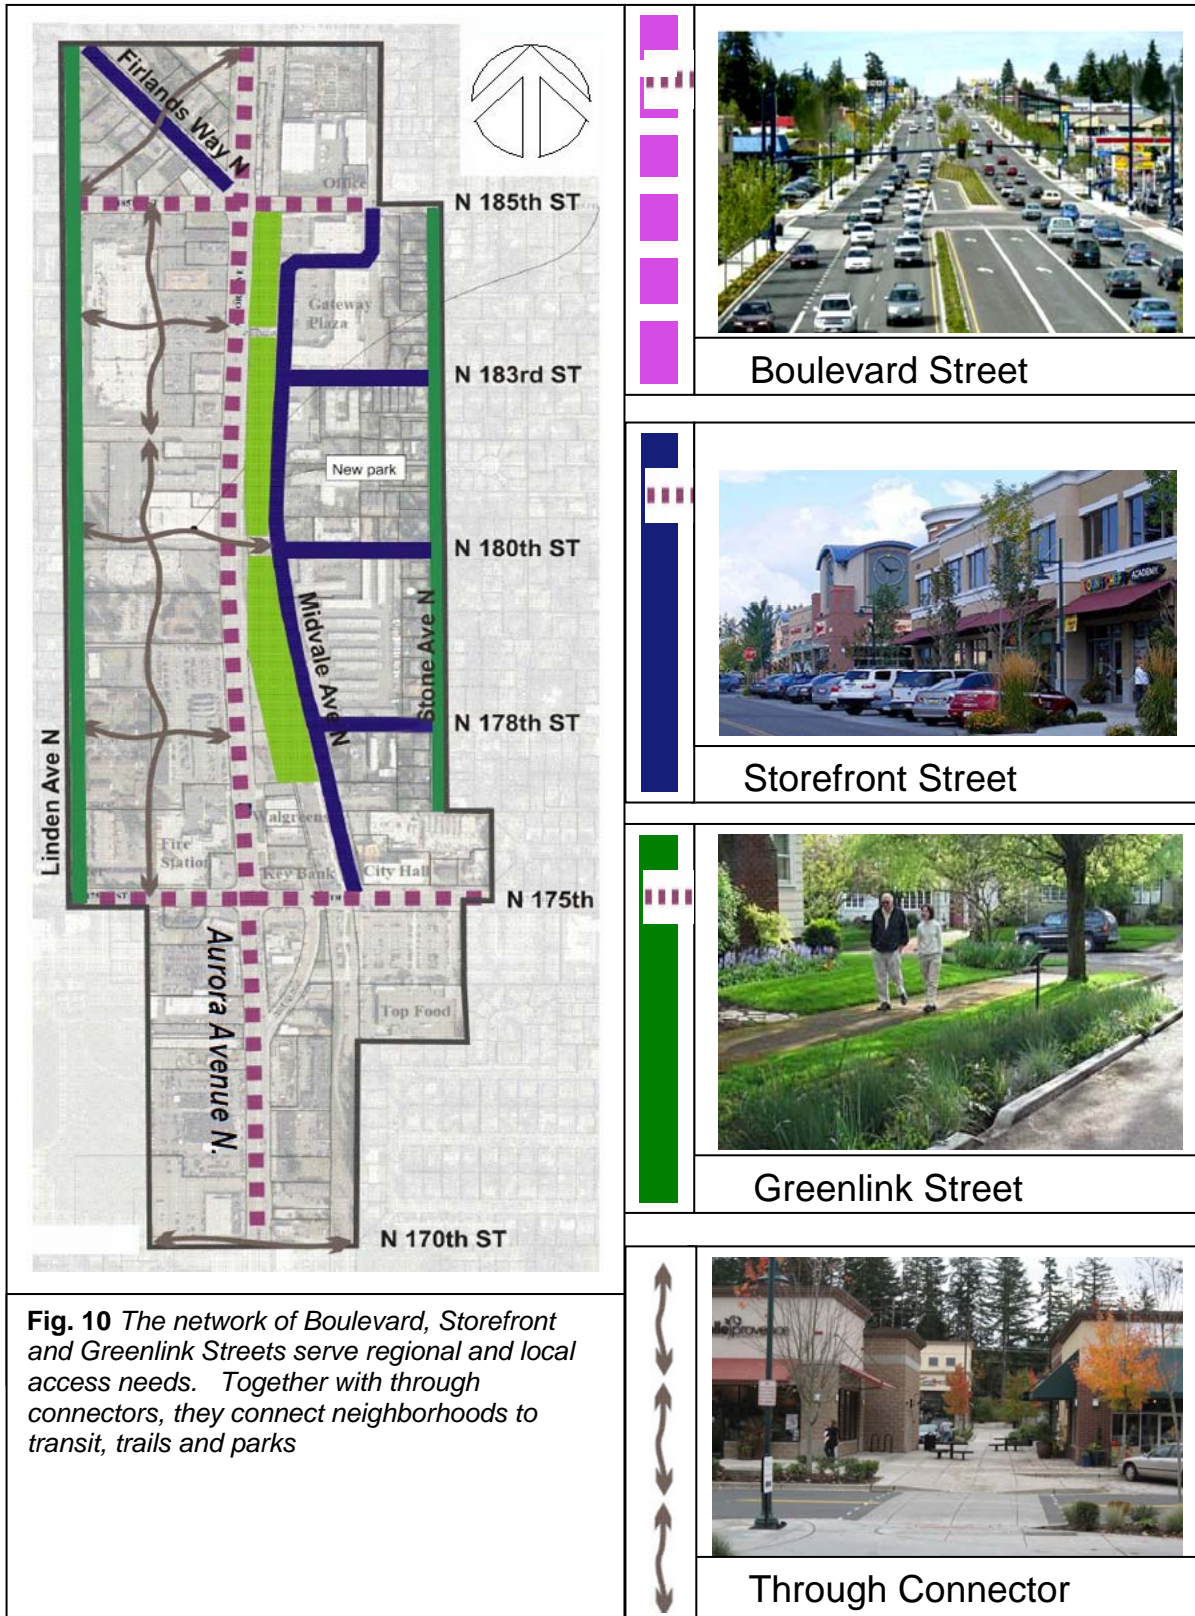 Firlands Way N
Office
N 185th ST
Gateway
Plaza
N 183rd ST
New park
N 180th ST
Midvale Ave N
Stone Ave N
N 178th ST
Linden Ave N
Walgreens
Fire
Station
Key Bank
City Hall
N 175th
Aurora Avenue N.
Top Food
N 170th ST
Fig. 10 The network of Boulevard, Storefront
and Greenlink Streets serve regional and local
access needs. Together with through
connectors, they connect neighborhoods to
transit, trails and parks
Boulevard Street
Storefront Street
Greenlink Street
Through Connector